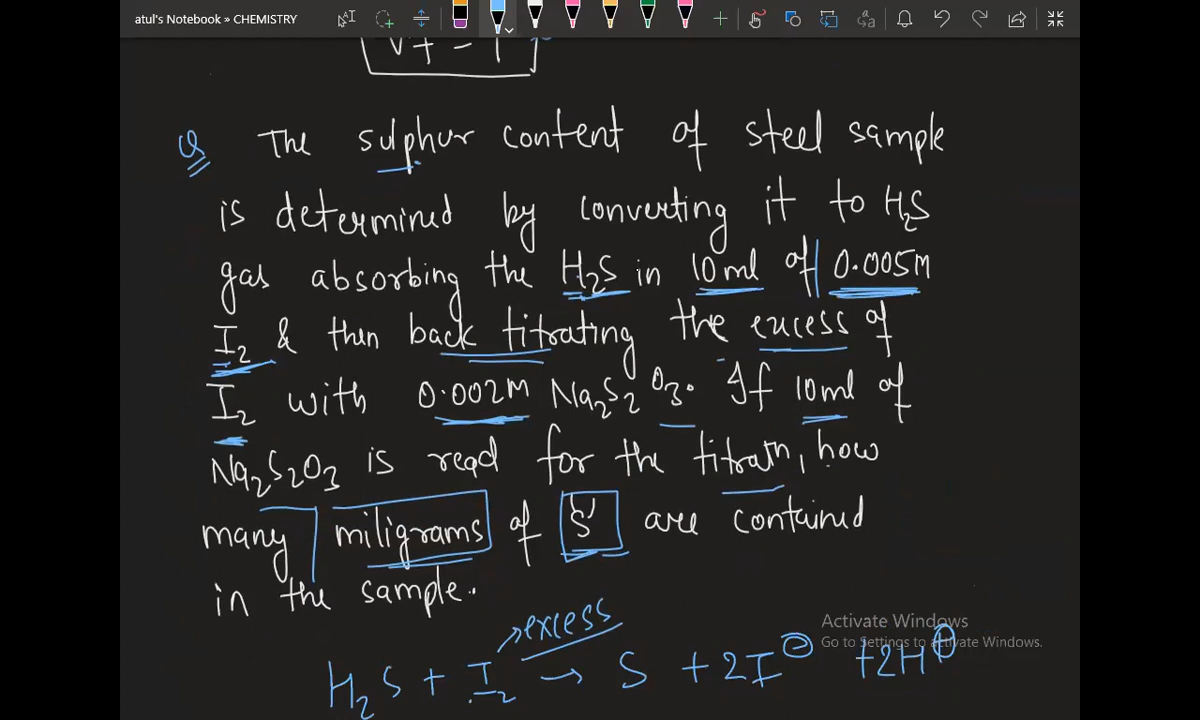 atul's Notebook » CHEMISTRY
Q The sulphur content of steel sample
is determined by converting it to H₂S
gas absorbing the H₂S in 10ml of 0.005M
I₂ & then back titrating the excess of
I₂ with 0.002M Na₂S₂O₃. If 10ml of
Na₂S₂O₃ is reqd for the titratn, how
many miligrams of 'S' are contained
in the sample.
→excess
H₂S + I₂ → S + 2I⊖ + 2H⊕
Activate Windows
Go to Settings to activate Windows.